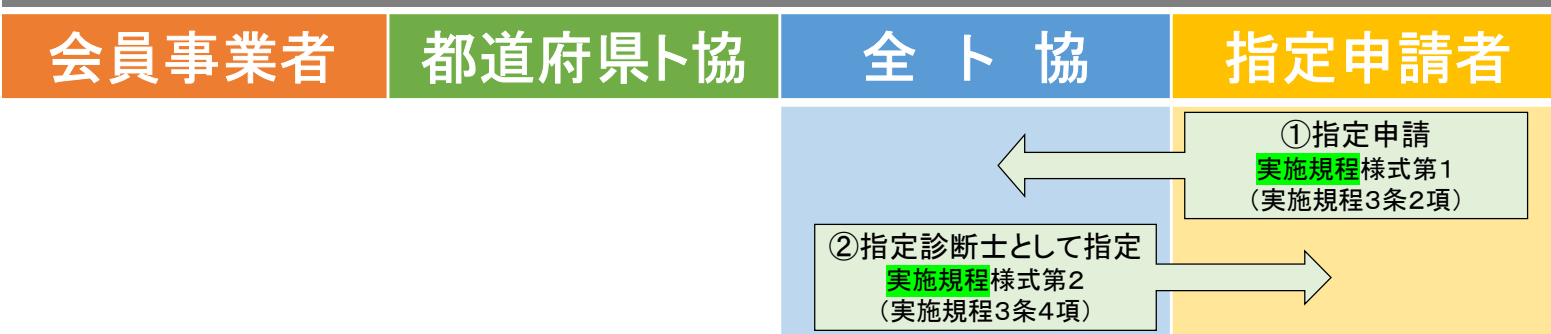 会員事業者
都道府県ト協
全ト協
指定申請者
①指定申請
実施規程様式第1
（実施規程3条2項）
②指定診断士として指定
実施規程様式第2
（実施規程3条4項）